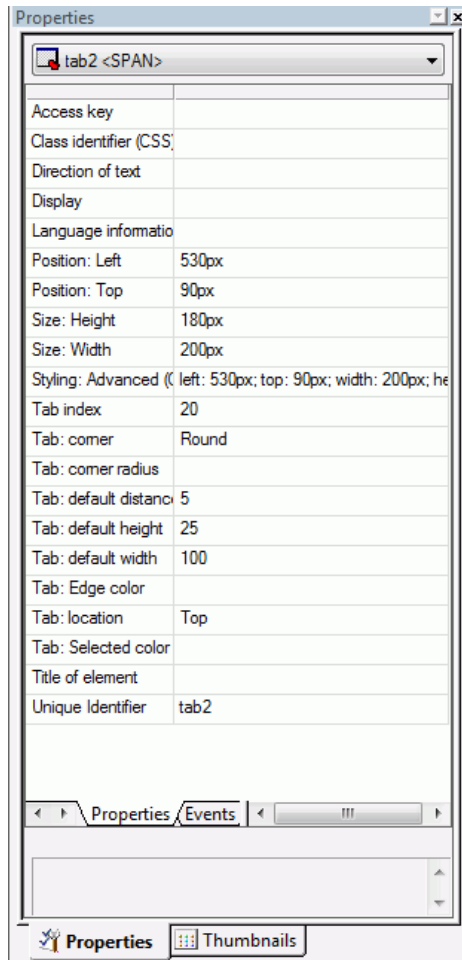 Properties
tab2 <SPAN>
Access key
Class identifier (CSS)
Direction of text
Display
Language informatio
Position: Left 530px
Position: Top 90px
Size: Height 180px
Size: Width 200px
Styling: Advanced (C left: 530px; top: 90px; width: 200px; he
Tab index 20
Tab: corner Round
Tab: corner radius
Tab: default distance 5
Tab: default height 25
Tab: default width 100
Tab: Edge color
Tab: location Top
Tab: Selected color
Title of element
Unique Identifier tab2
Properties Events
Properties Thumbnails